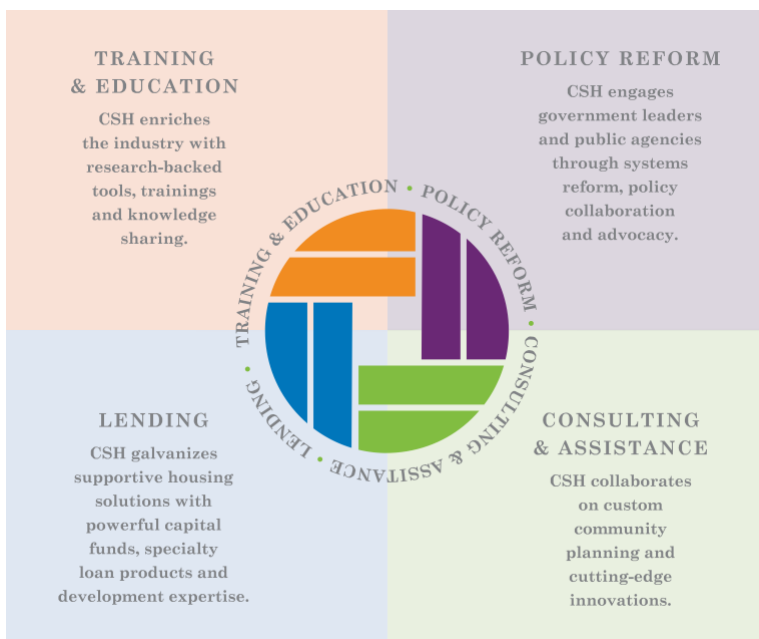 TRAINING
& EDUCATION
CSH enriches
the industry with
research-backed
tools, trainings
and knowledge
sharing.
POLICY REFORM
CSH engages
government leaders
and public agencies
through systems
reform, policy
collaboration
and advocacy.
TRAINING & EDUCATION • POLICY REFORM • CONSULTING & ASSITANCE • LENDING •
LENDING
CSH galvanizes
supportive housing
solutions with
powerful capital
funds, specialty
loan products and
development expertise.
CONSULTING
& ASSISTANCE
CSH collaborates
on custom
community
planning and
cutting-edge
innovations.